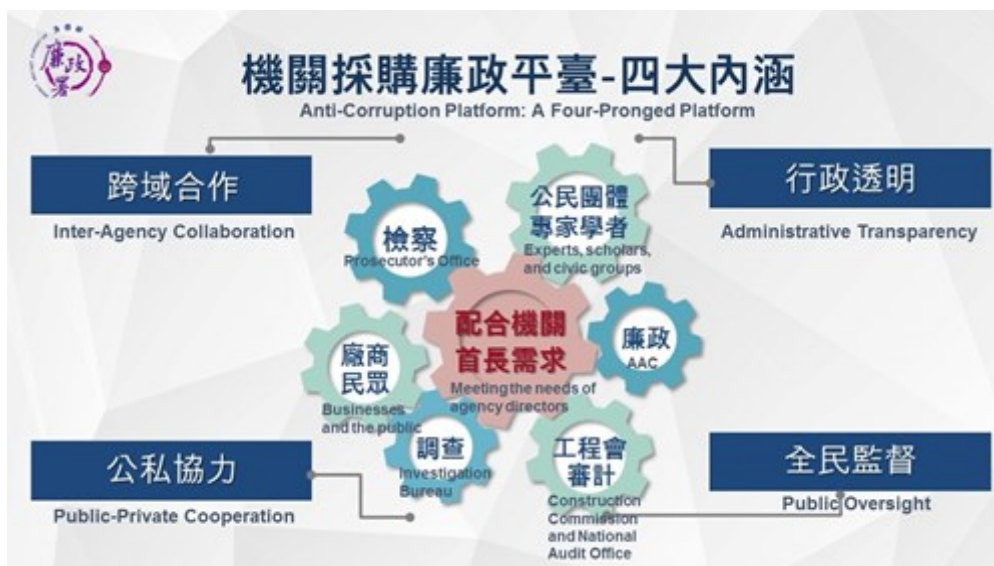 廉政署
機關採購廉政平臺-四大內涵
Anti-Corruption Platform: A Four-Pronged Platform
跨域合作
Inter-Agency Collaboration
行政透明
Administrative Transparency
檢察
Prosecutor's Office
公民團體
專家學者
Experts, scholars,
and civic groups
配合機關
首長需求
Meeting the needs of
agency directors
廉政
AAC
廠商
民眾
Businesses
and the public
調查
Investigation
Bureau
工程會
審計
Construction
Commission
and National
Audit Office
公私協力
Public-Private Cooperation
全民監督
Public Oversight